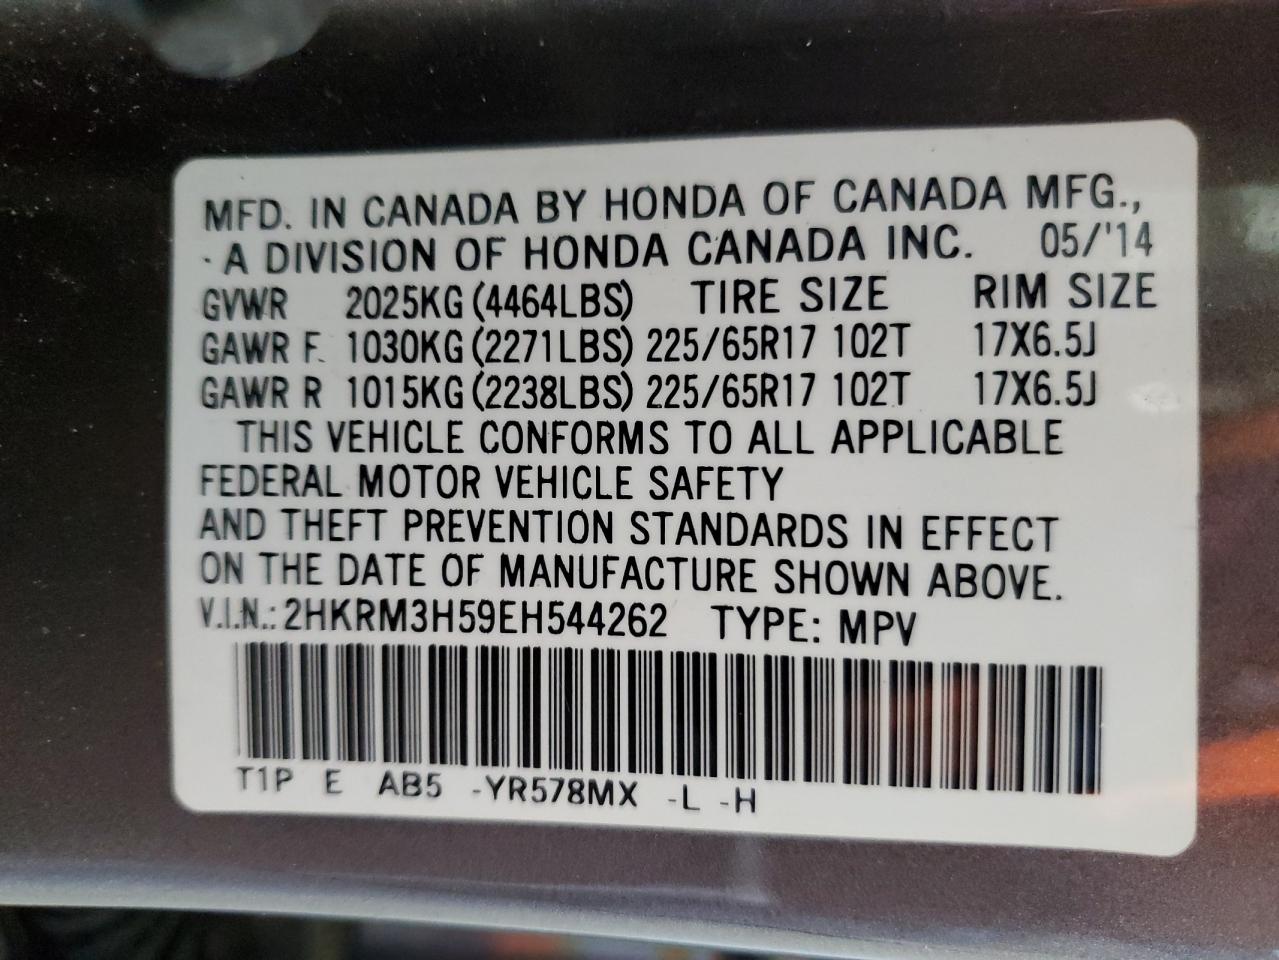 MFD. IN CANADA BY HONDA OF CANADA MFG.,
A DIVISION OF HONDA CANADA INC. 05/'14
GVWR 2025KG (4464LBS) TIRE SIZE RIM SIZE
GAWR F 1030KG (2271LBS) 225/65R17 102T 17X6.5J
GAWR R 1015KG (2238LBS) 225/65R17 102T 17X6.5J
THIS VEHICLE CONFORMS TO ALL APPLICABLE
FEDERAL MOTOR VEHICLE SAFETY
AND THEFT PREVENTION STANDARDS IN EFFECT
ON THE DATE OF MANUFACTURE SHOWN ABOVE.
V.I.N.: 2HKRM3H59EH544262 TYPE: MPV
T1P E AB5 -YR578MX -L -H